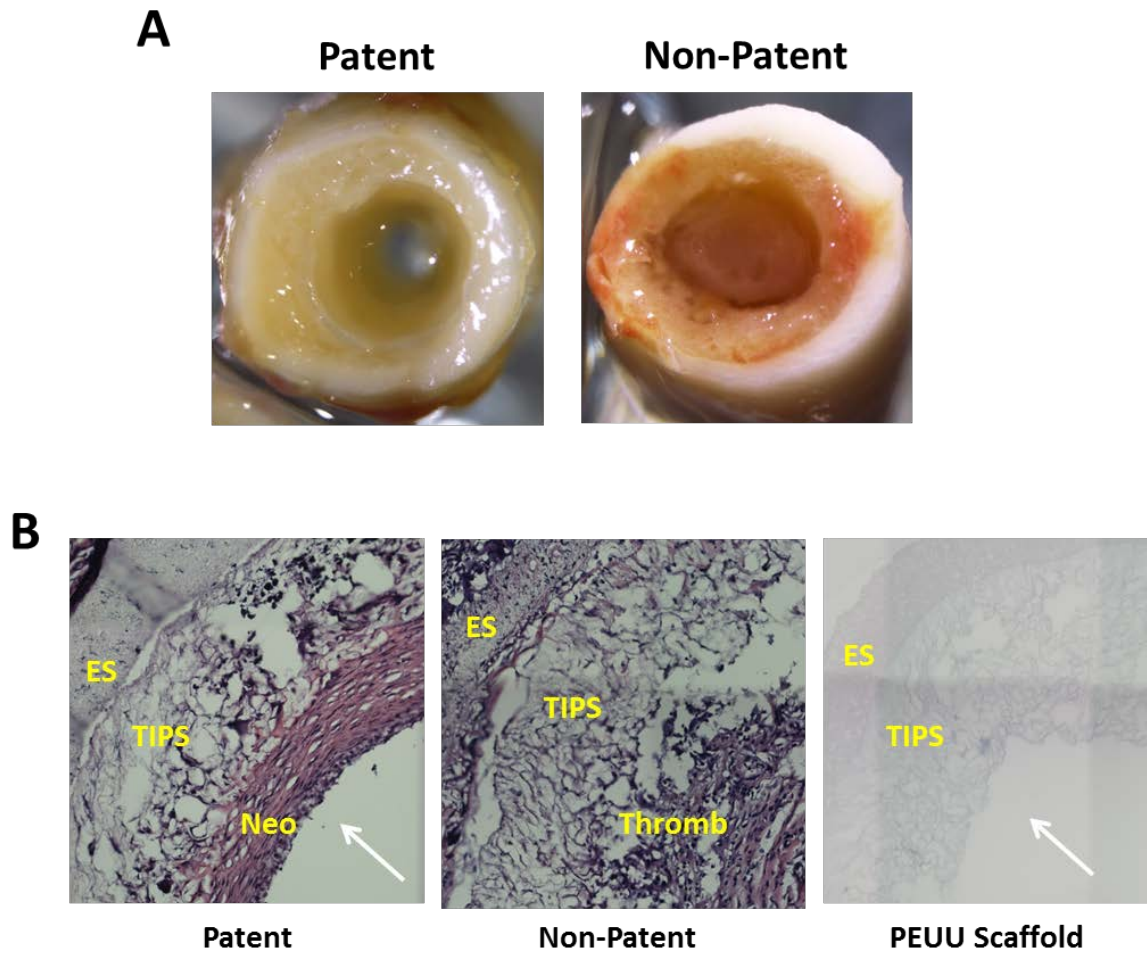 A
Patent
Non-Patent
B
ES
TIPS
Neo
ES
TIPS
Thromb
ES
TIPS
Patent
Non-Patent
PEUU Scaffold